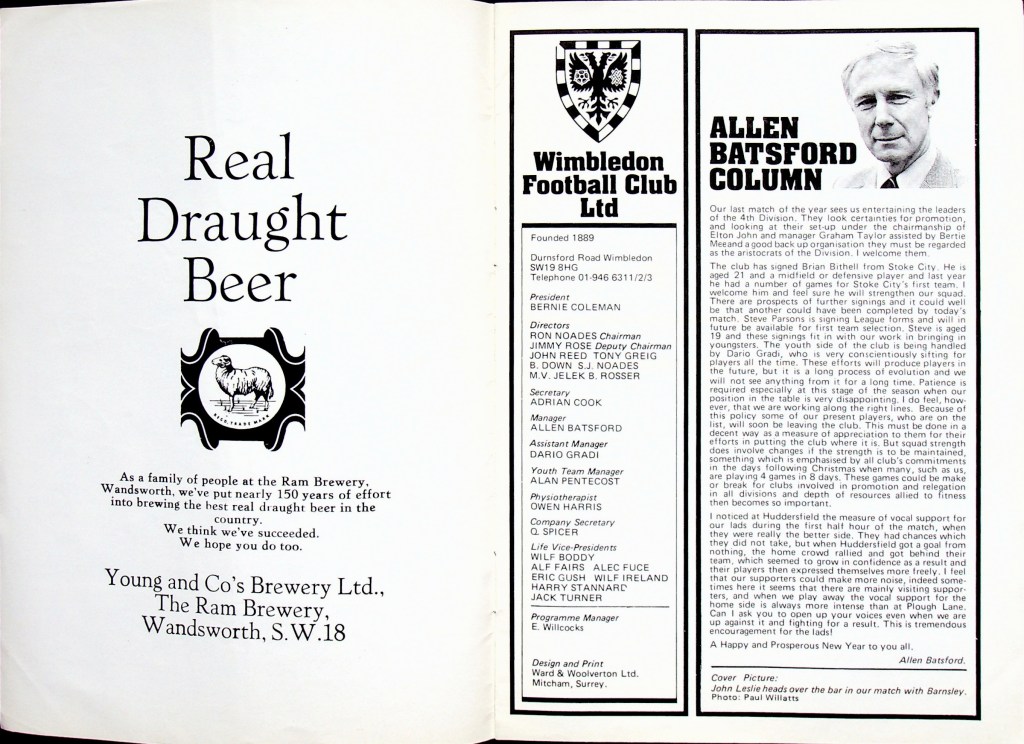 Real
Draught
Beer
REGD. TRADE MARK
As a family of people at the Ram Brewery,
Wandsworth, we've put nearly 150 years of effort
into brewing the best real draught beer in the
country.
We think we've succeeded.
We hope you do too.
Young and Co's Brewery Ltd.,
The Ram Brewery,
Wandsworth, S.W.18
Wimbledon
Football Club
Ltd
Founded 1889
Durnsford Road Wimbledon
SW19 8HG
Telephone 01-946 6311/2/3
President
BERNIE COLEMAN
Directors
RON NOADES Chairman
JIMMY ROSE Deputy Chairman
JOHN REED TONY GREIG
B. DOWN S.J. NOADES
M.V. JELEK B. ROSSER
Secretary
ADRIAN COOK
Manager
ALLEN BATSFORD
Assistant Manager
DARIO GRADI
Youth Team Manager
ALAN PENTECOST
Physiotherapist
OWEN HARRIS
Company Secretary
Q. SPICER
Life Vice-Presidents
WILF BODDY
ALF FAIRS ALEC FUCE
ERIC GUSH WILF IRELAND
HARRY STANNARD
JACK TURNER
Programme Manager
E. Willcocks
Design and Print
Ward & Woolverton Ltd.
Mitcham, Surrey.
ALLEN
BATSFORD
COLUMN
Our last match of the year sees us entertaining the leaders
of the 4th Division. They look certainties for promotion,
and looking at their set-up under the chairmanship of
Elton John and manager Graham Taylor assisted by Bertie
Mee and a good back up organisation they must be regarded
as the aristocrats of the Division. I welcome them.
The club has signed Brian Bithell from Stoke City. He is
aged 21 and a midfield or defensive player and last year
he had a number of games for Stoke City's first team. I
welcome him and feel sure he will strengthen our squad.
There are prospects of further signings and it could well
be that another could have been completed by today's
match. Steve Parsons is signing League forms and will in
future be available for first team selection. Steve is aged
19 and these signings fit in with our work in bringing in
youngsters. The youth side of the club is being handled
by Dario Gradi, who is very conscientiously sifting for
players all the time. These efforts will produce players in
the future, but it is a long process of evolution and we
will not see anything from it for a long time. Patience is
required especially at this stage of the season when our
position in the table is very disappointing. I do feel, how-
ever, that we are working along the right lines. Because of
this policy some of our present players, who are on the
list, will soon be leaving the club. This must be done in a
decent way as a measure of appreciation to them for their
efforts in putting the club where it is. But squad strength
does involve changes if the strength is to be maintained,
something which is emphasised by all club's commitments
in the days following Christmas when many, such as us,
are playing 4 games in 8 days. These games could be make
or break for clubs involved in promotion and relegation
in all divisions and depth of resources allied to fitness
then becomes so important.
I noticed at Huddersfield the measure of vocal support for
our lads during the first half hour of the match, when
they were really the better side. They had chances which
they did not take, but when Huddersfield got a goal from
nothing, the home crowd rallied and got behind their
team, which seemed to grow in confidence as a result and
their players then expressed themselves more freely. I feel
that our supporters could make more noise, indeed some-
times here it seems that there are mainly visiting suppor-
ters, and when we play away the vocal support for the
home side is always more intense than at Plough Lane.
Can I ask you to open up your voices even when we are
up against it and fighting for a result. This is tremendous
encouragement for the lads!
A Happy and Prosperous New Year to you all.
Allen Batsford.
Cover Picture:
John Leslie heads over the bar in our match with Barnsley.
Photo: Paul Willatts